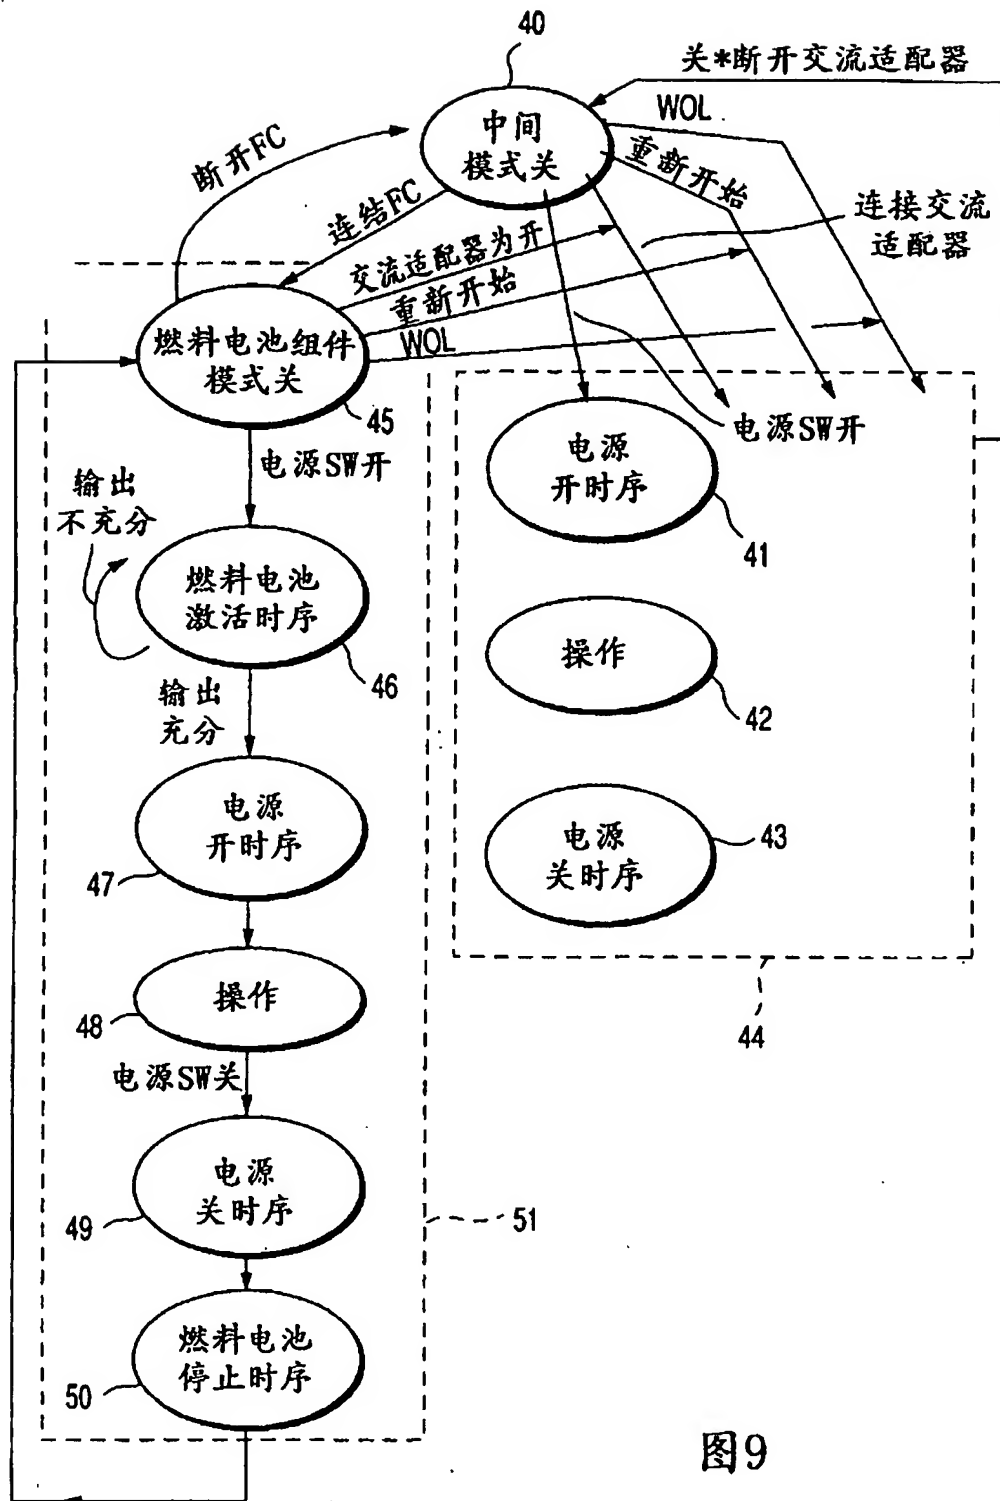 40
关*断开交流适配器
WOL
中间
模式关
重新开始
断开FC
连结FC
连接交流
适配器
交流适配器为开
重新开始
WOL
燃料电池组件
模式关
45
电源SW开
电源SW开
电源
开时序
41
输出
不充分
燃料电池
激活时序
46
操作
42
输出
充分
电源
开时序
47
电源
关时序
43
操作
48
44
电源SW关
电源
关时序
49
51
燃料电池
停止时序
50
图9